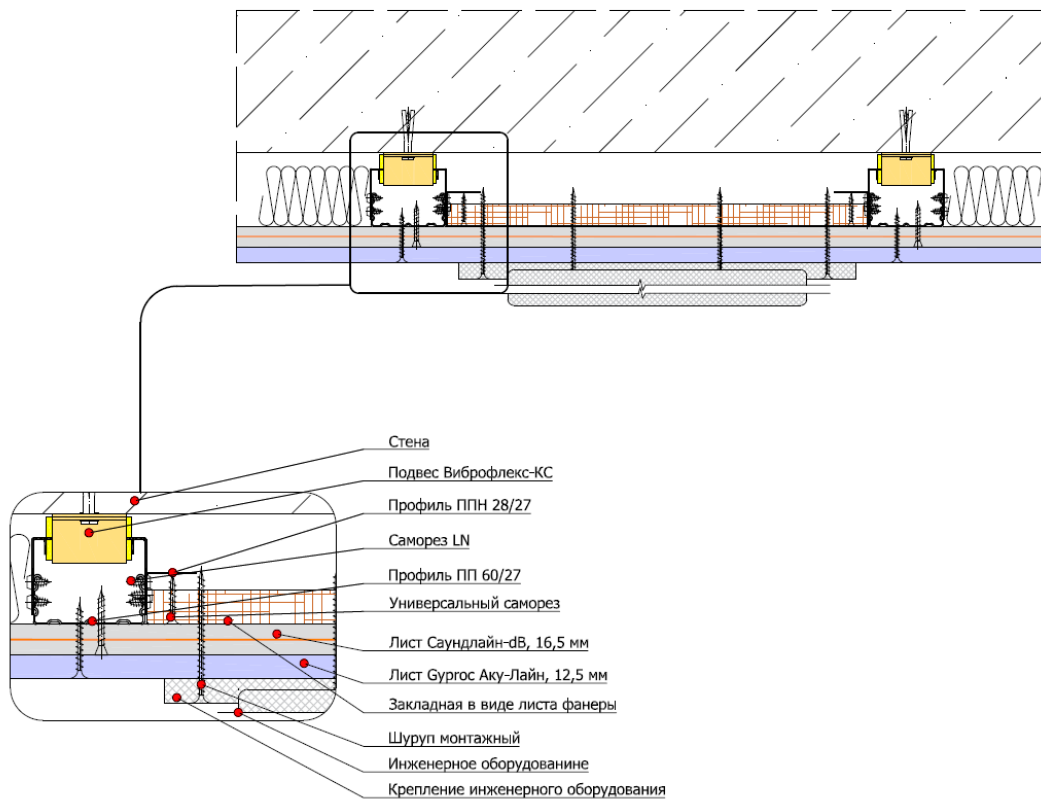 Стена
Подвес Виброфлекс-КС
Профиль ППН 28/27
Саморез LN
Профиль ПП 60/27
Универсальный саморез
Лист Саундлайн-dB, 16,5 мм
Лист Gyproc Аку-Лайн, 12,5 мм
Закладная в виде листа фанеры
Шуруп монтажный
Инженерное оборудованине
Крепление инженерного оборудования